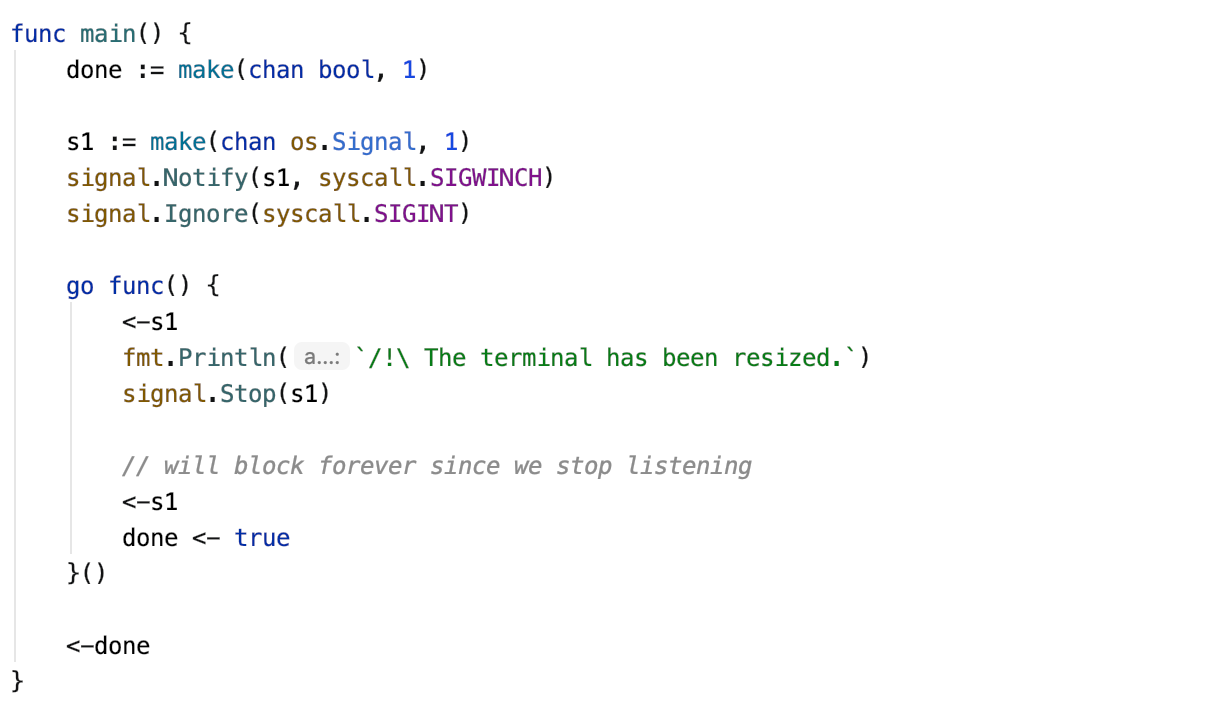 func main() {
    done := make(chan bool, 1)

    s1 := make(chan os.Signal, 1)
    signal.Notify(s1, syscall.SIGWINCH)
    signal.Ignore(syscall.SIGINT)

    go func() {
        <-s1
        fmt.Println( a...: `/!\ The terminal has been resized.`)
        signal.Stop(s1)

        // will block forever since we stop listening
        <-s1
        done <- true
    }()

    <-done
}